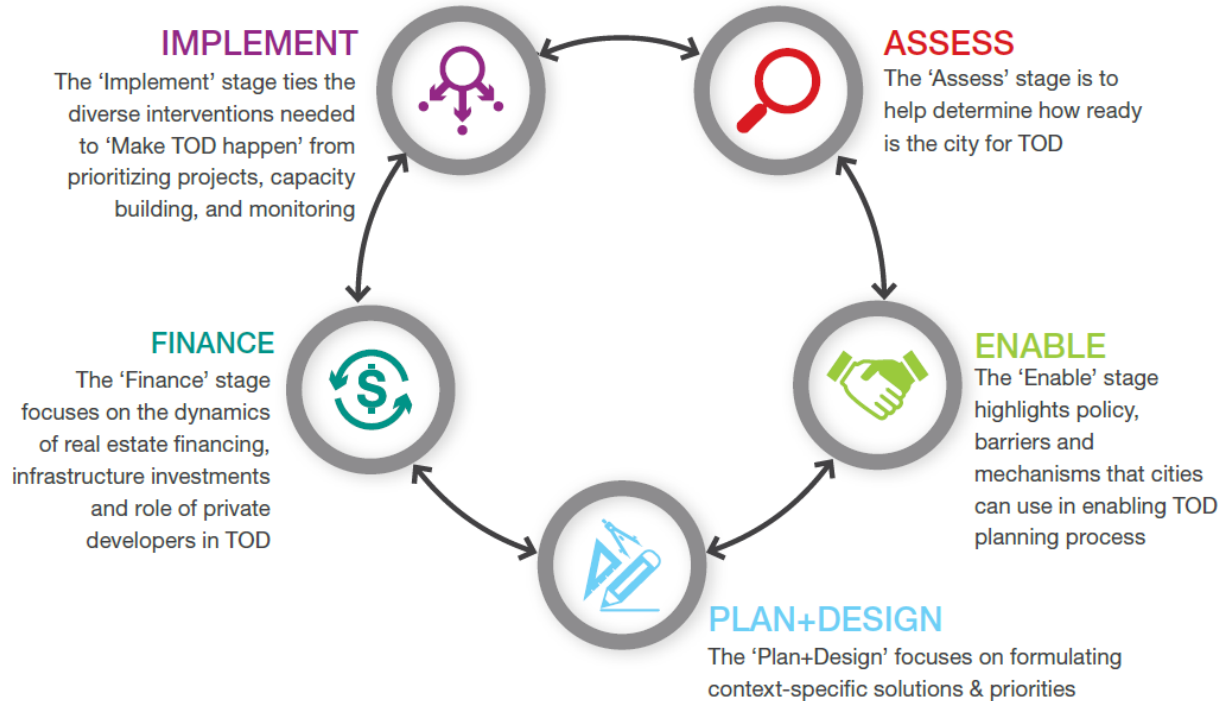 IMPLEMENT
The ‘Implement’ stage ties the
diverse interventions needed
to ‘Make TOD happen’ from
prioritizing projects, capacity
building, and monitoring
ASSESS
The ‘Assess’ stage is to
help determine how ready
is the city for TOD
FINANCE
The ‘Finance’ stage
focuses on the dynamics
of real estate financing,
infrastructure investments
and role of private
developers in TOD
$
ENABLE
The ‘Enable’ stage
highlights policy,
barriers and
mechanisms that cities
can use in enabling TOD
planning process
PLAN+DESIGN
The ‘Plan+Design’ focuses on formulating
context-specific solutions & priorities